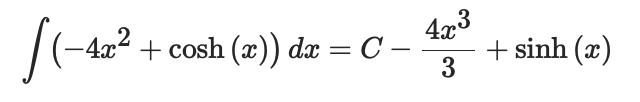 ∫(−4x² + cosh (x)) dx = C − 4x³/3 + sinh (x)